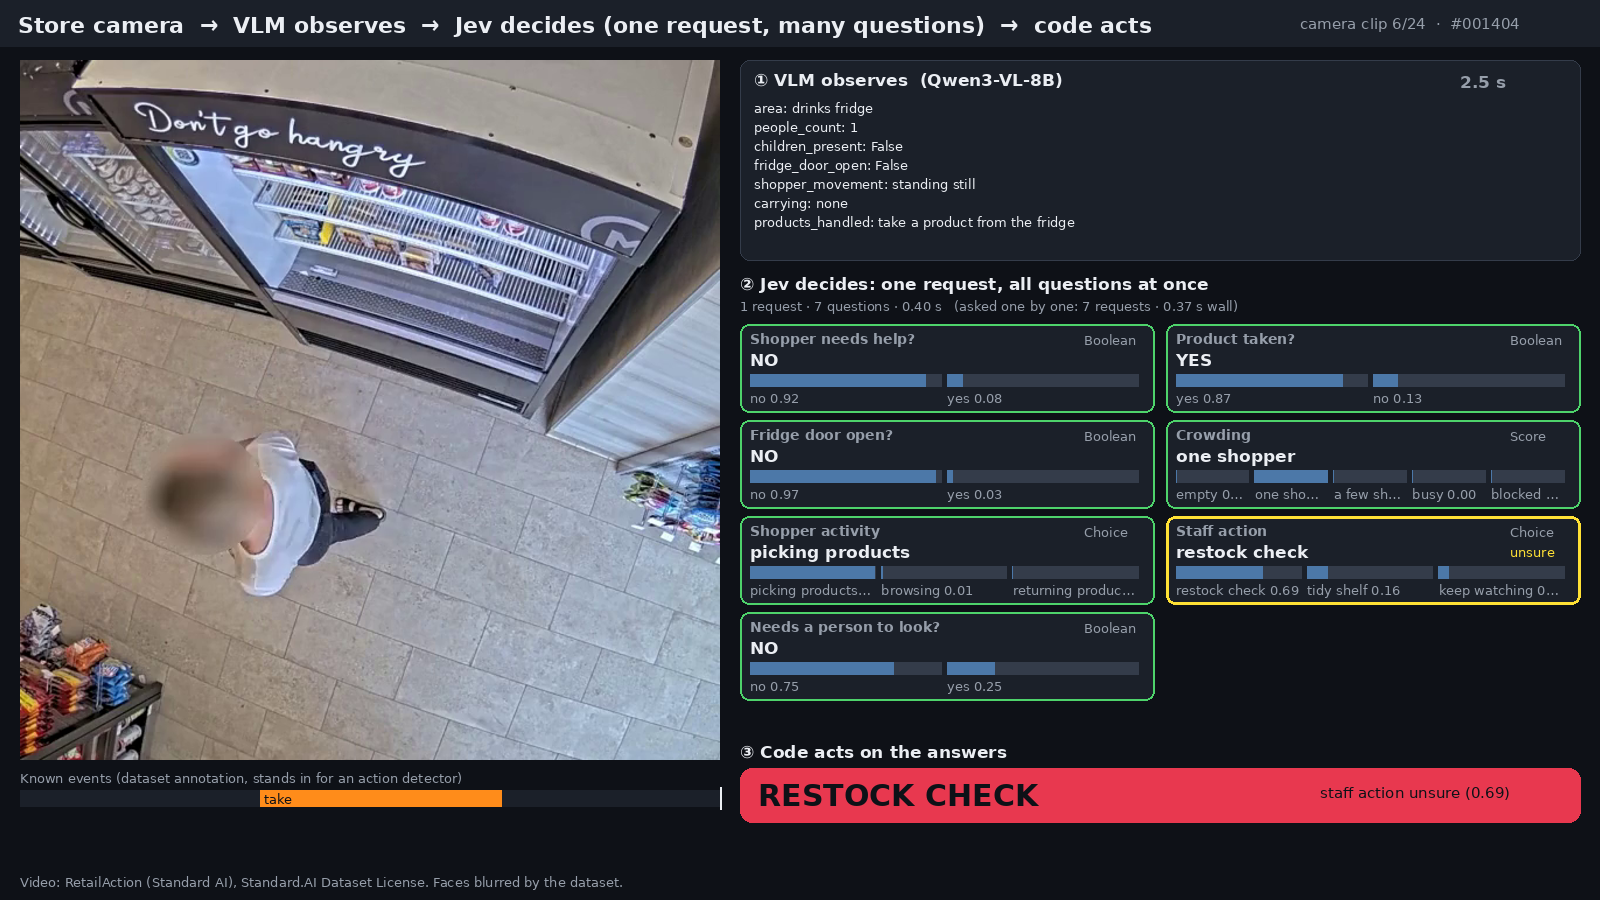 Store camera → VLM observes → Jev decides (one request, many questions) → code acts
camera clip 6/24 · #001404
Don't go hangry
① VLM observes (Qwen3-VL-8B)
2.5 s
area: drinks fridge
people_count: 1
children_present: False
fridge_door_open: False
shopper_movement: standing still
carrying: none
products_handled: take a product from the fridge
② Jev decides: one request, all questions at once
1 request · 7 questions · 0.40 s (asked one by one: 7 requests · 0.37 s wall)
Shopper needs help?
Boolean
NO
no 0.92
yes 0.08
Product taken?
Boolean
YES
yes 0.87
no 0.13
Fridge door open?
Boolean
NO
no 0.97
yes 0.03
Crowding
Score
one shopper
empty 0...
one sho...
a few sh...
busy 0.00
blocked ...
Shopper activity
Choice
picking products
picking products...
browsing 0.01
returning produc...
Staff action
Choice
restock check
unsure
restock check 0.69
tidy shelf 0.16
keep watching 0...
Needs a person to look?
Boolean
NO
no 0.75
yes 0.25
③ Code acts on the answers
RESTOCK CHECK
staff action unsure (0.69)
Known events (dataset annotation, stands in for an action detector)
take
Video: RetailAction (Standard AI), Standard.AI Dataset License. Faces blurred by the dataset.